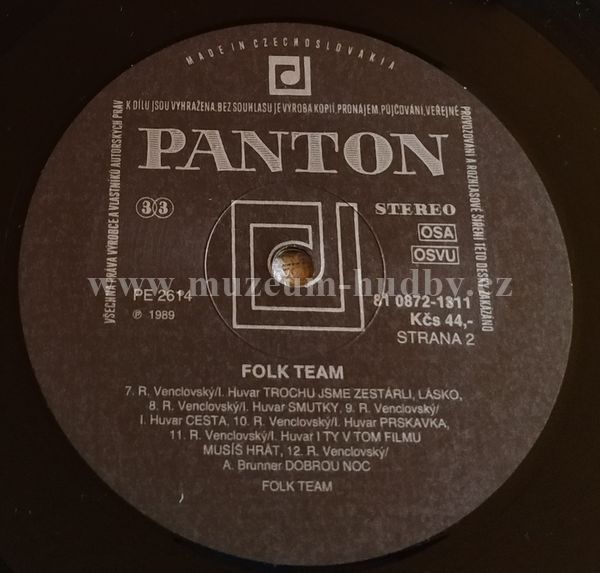 MADE IN CZECHOSLOVAKIA
VŠECHNA PRÁVA VÝROBCE A VLASTNÍKŮ AUTORSKÝCH PRÁV
K DÍLU JSOU VYHRAŽENA. BEZ SOUHLASU JE VÝROBA KOPIÍ, PRONÁJEM, PŮJČOVÁNÍ, VEŘEJNÉ
PROVOZOVÁNÍ A ROZHLASOVÉ ŠÍŘENÍ TÉTO DESKY ZAKÁZÁNO
PANTON
33
STEREO
OSA
OSVU
www.muzeum-hudby.cz
PE 2614
℗ 1989
81 0872-1311
Kčs 44,-
STRANA 2
FOLK TEAM
7. R. Venclovský/I. Huvar TROCHU JSME ZESTÁRLI, LÁSKO,
8. R. Venclovský/I. Huvar SMUTKY, 9. R. Venclovský/
I. Huvar CESTA, 10. R. Venclovský/I. Huvar PRSKAVKA,
11. R. Venclovský/I. Huvar I TY V TOM FILMU
MUSÍŠ HRÁT, 12. R. Venclovský/
A. Brunner DOBROU NOC
FOLK TEAM